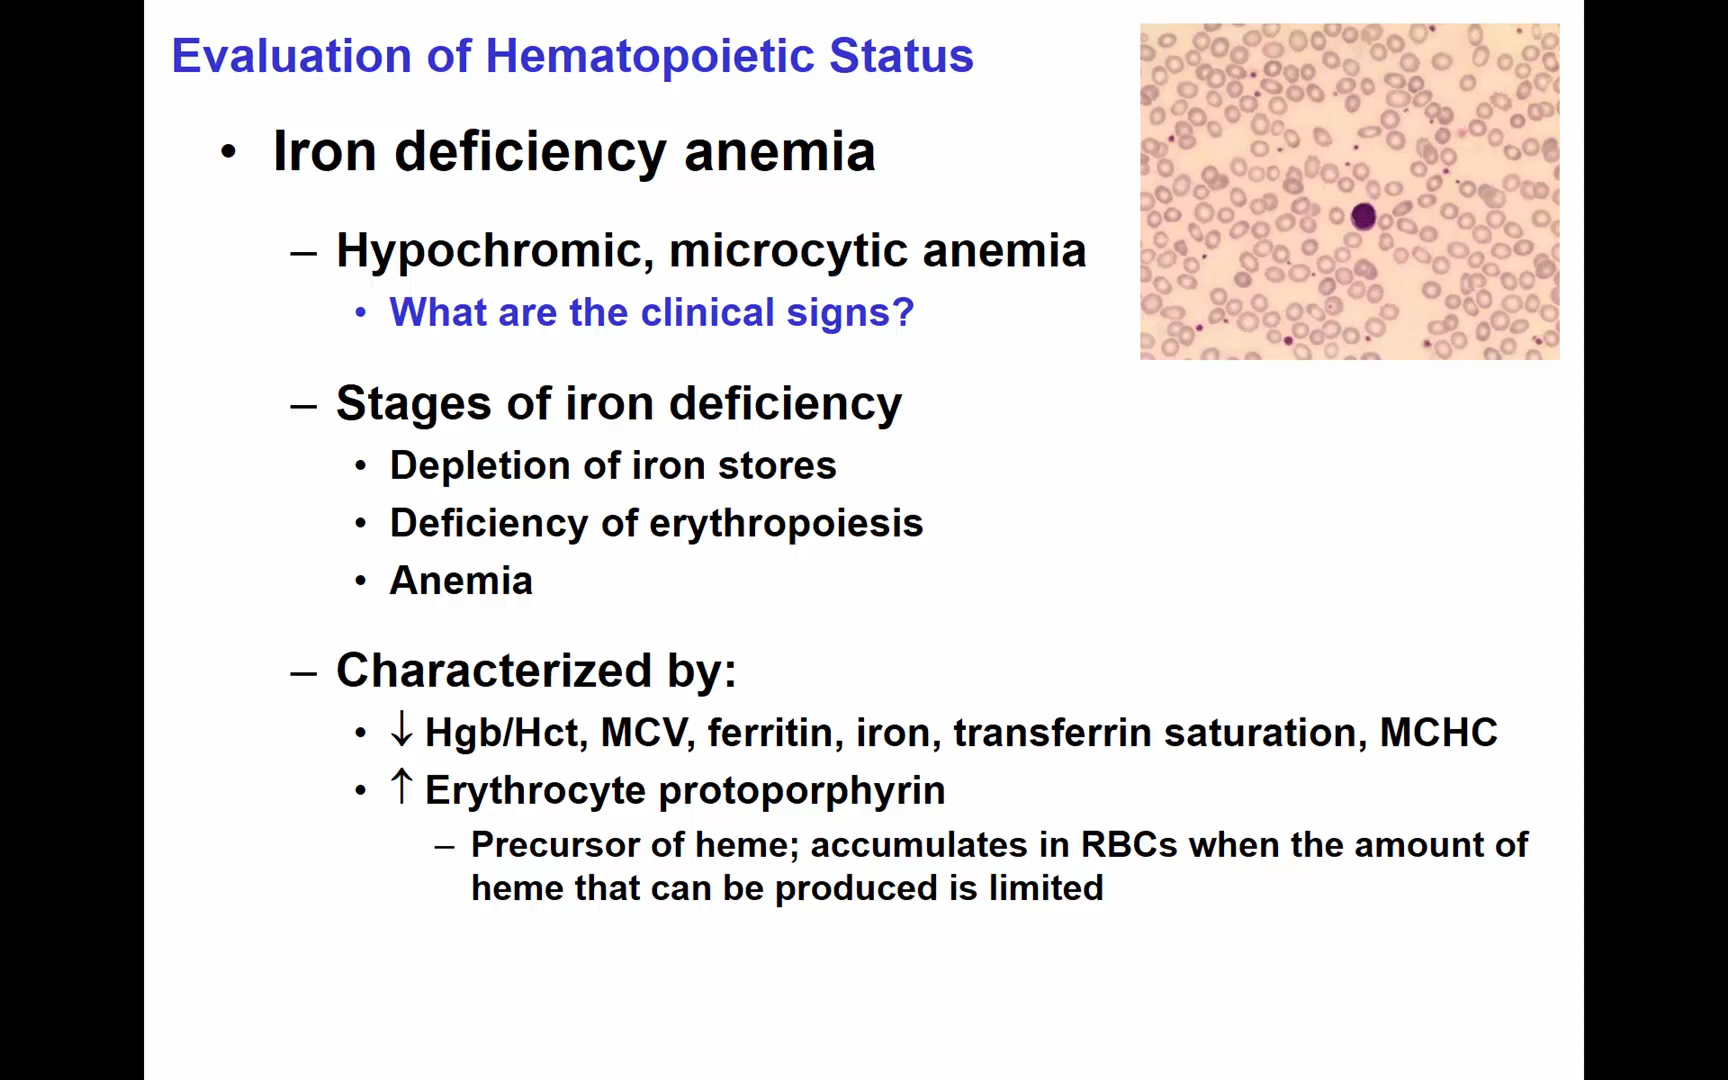 Evaluation of Hematopoietic Status
• Iron deficiency anemia
– Hypochromic, microcytic anemia
• What are the clinical signs?
– Stages of iron deficiency
• Depletion of iron stores
• Deficiency of erythropoiesis
• Anemia
– Characterized by:
• ↓ Hgb/Hct, MCV, ferritin, iron, transferrin saturation, MCHC
• ↑ Erythrocyte protoporphyrin
– Precursor of heme; accumulates in RBCs when the amount of
heme that can be produced is limited